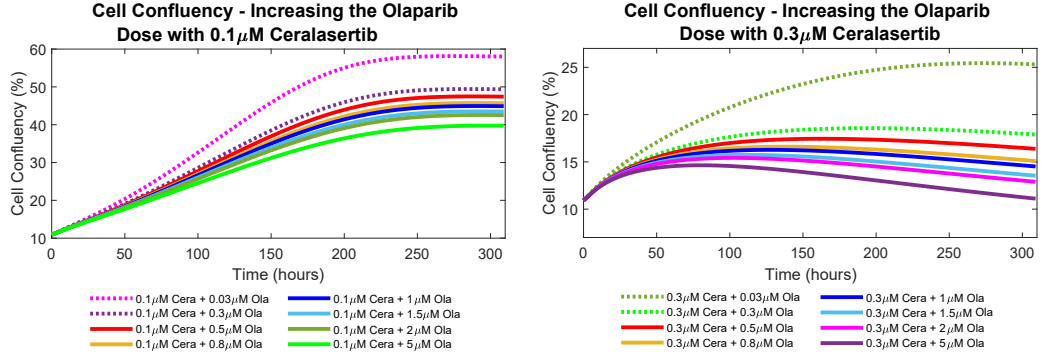 Cell Confluency - Increasing the Olaparib
Dose with 0.1μM Ceralasertib
60
50
40
30
20
10
Cell Confluency (%)
0
50
100
150
200
250
300
Time (hours)
0.1μM Cera + 0.03μM Ola
0.1μM Cera + 0.3μM Ola
0.1μM Cera + 0.5μM Ola
0.1μM Cera + 0.8μM Ola
0.1μM Cera + 1μM Ola
0.1μM Cera + 1.5μM Ola
0.1μM Cera + 2μM Ola
0.1μM Cera + 5μM Ola
Cell Confluency - Increasing the Olaparib
Dose with 0.3μM Ceralasertib
25
20
15
10
Cell Confluency (%)
0
50
100
150
200
250
300
Time (hours)
0.3μM Cera + 0.03μM Ola
0.3μM Cera + 0.3μM Ola
0.3μM Cera + 0.5μM Ola
0.3μM Cera + 0.8μM Ola
0.3μM Cera + 1μM Ola
0.3μM Cera + 1.5μM Ola
0.3μM Cera + 2μM Ola
0.3μM Cera + 5μM Ola